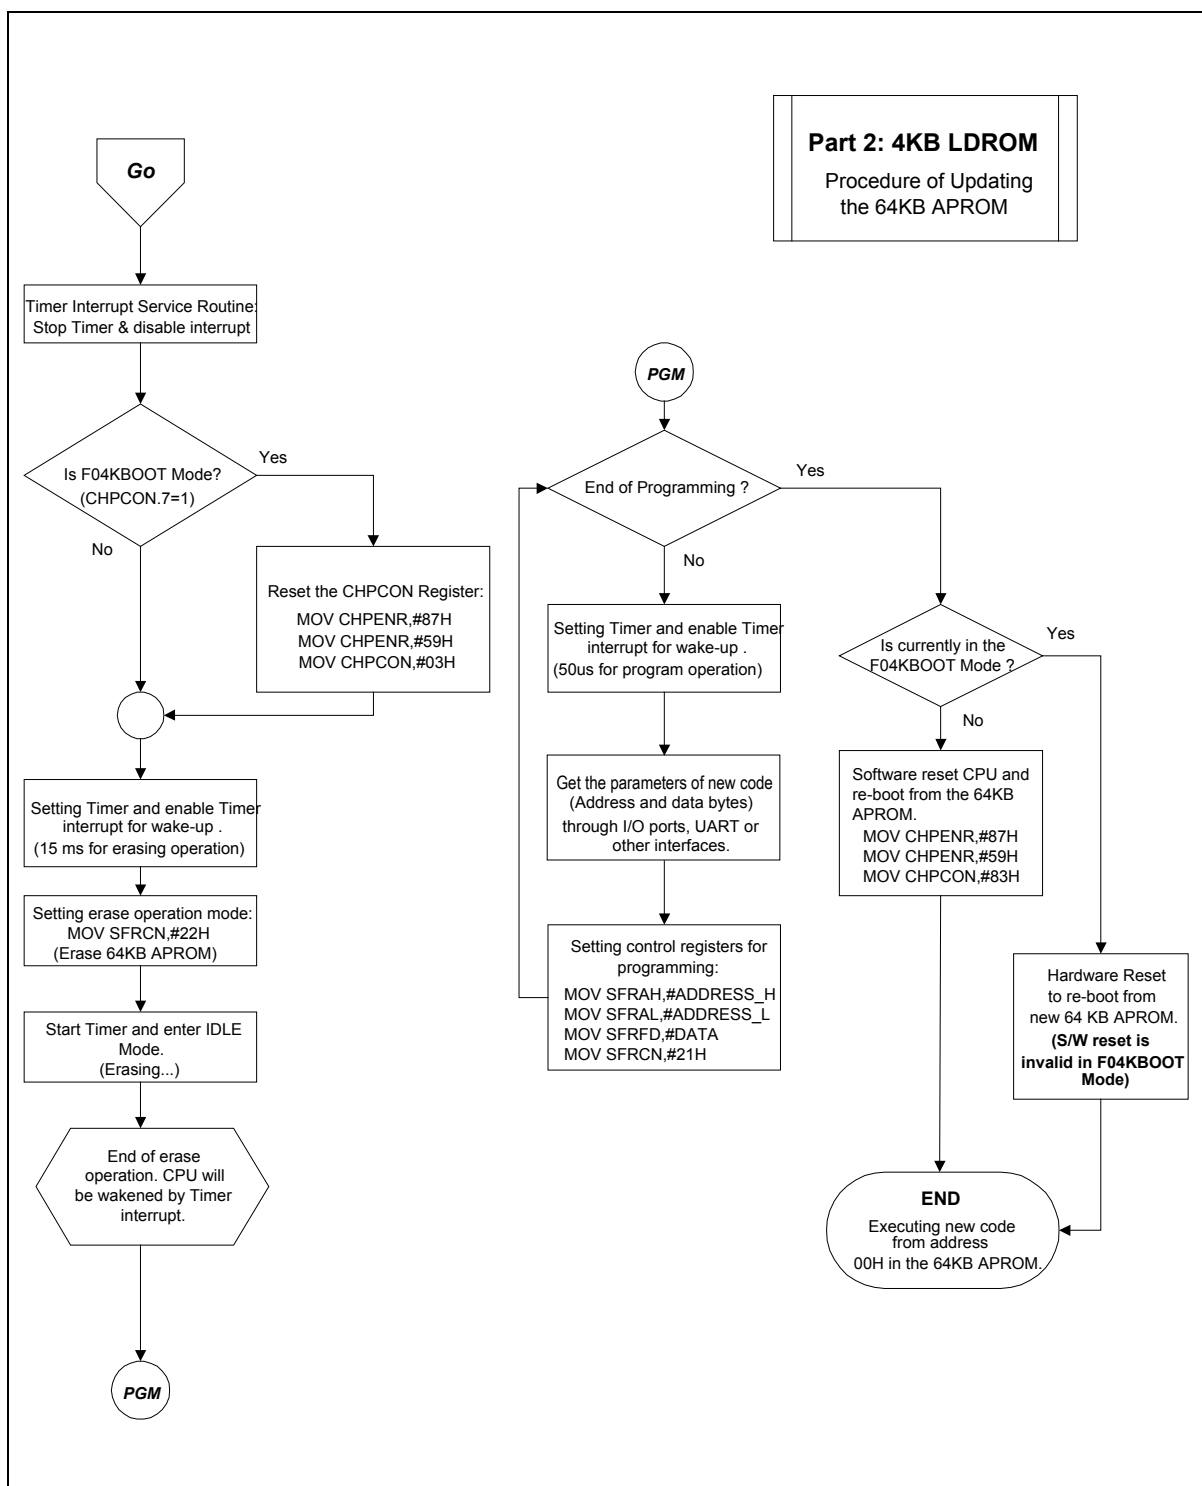 Part 2: 4KB LDROM
Procedure of Updating
the 64KB APROM
Go
Timer Interrupt Service Routine:
Stop Timer & disable interrupt
Is F04KBOOT Mode?
(CHPCON.7=1)
Yes
No
Reset the CHPCON Register:
MOV CHPENR,#87H
MOV CHPENR,#59H
MOV CHPCON,#03H
Setting Timer and enable Timer
interrupt for wake-up .
(15 ms for erasing operation)
Setting erase operation mode:
MOV SFRCN,#22H
(Erase 64KB APROM)
Start Timer and enter IDLE
Mode.
(Erasing...)
End of erase
operation. CPU will
be wakened by Timer
interrupt.
PGM
PGM
End of Programming ?
Yes
No
Setting Timer and enable Timer
interrupt for wake-up .
(50us for program operation)
Get the parameters of new code
(Address and data bytes)
through I/O ports, UART or
other interfaces.
Setting control registers for
programming:
MOV SFRAH,#ADDRESS_H
MOV SFRAL,#ADDRESS_L
MOV SFRFD,#DATA
MOV SFRCN,#21H
Is currently in the
F04KBOOT Mode ?
Yes
No
Software reset CPU and
re-boot from the 64KB
APROM.
MOV CHPENR,#87H
MOV CHPENR,#59H
MOV CHPCON,#83H
Hardware Reset
to re-boot from
new 64 KB APROM.
(S/W reset is
invalid in F04KBOOT
Mode)
END
Executing new code
from address
00H in the 64KB APROM.